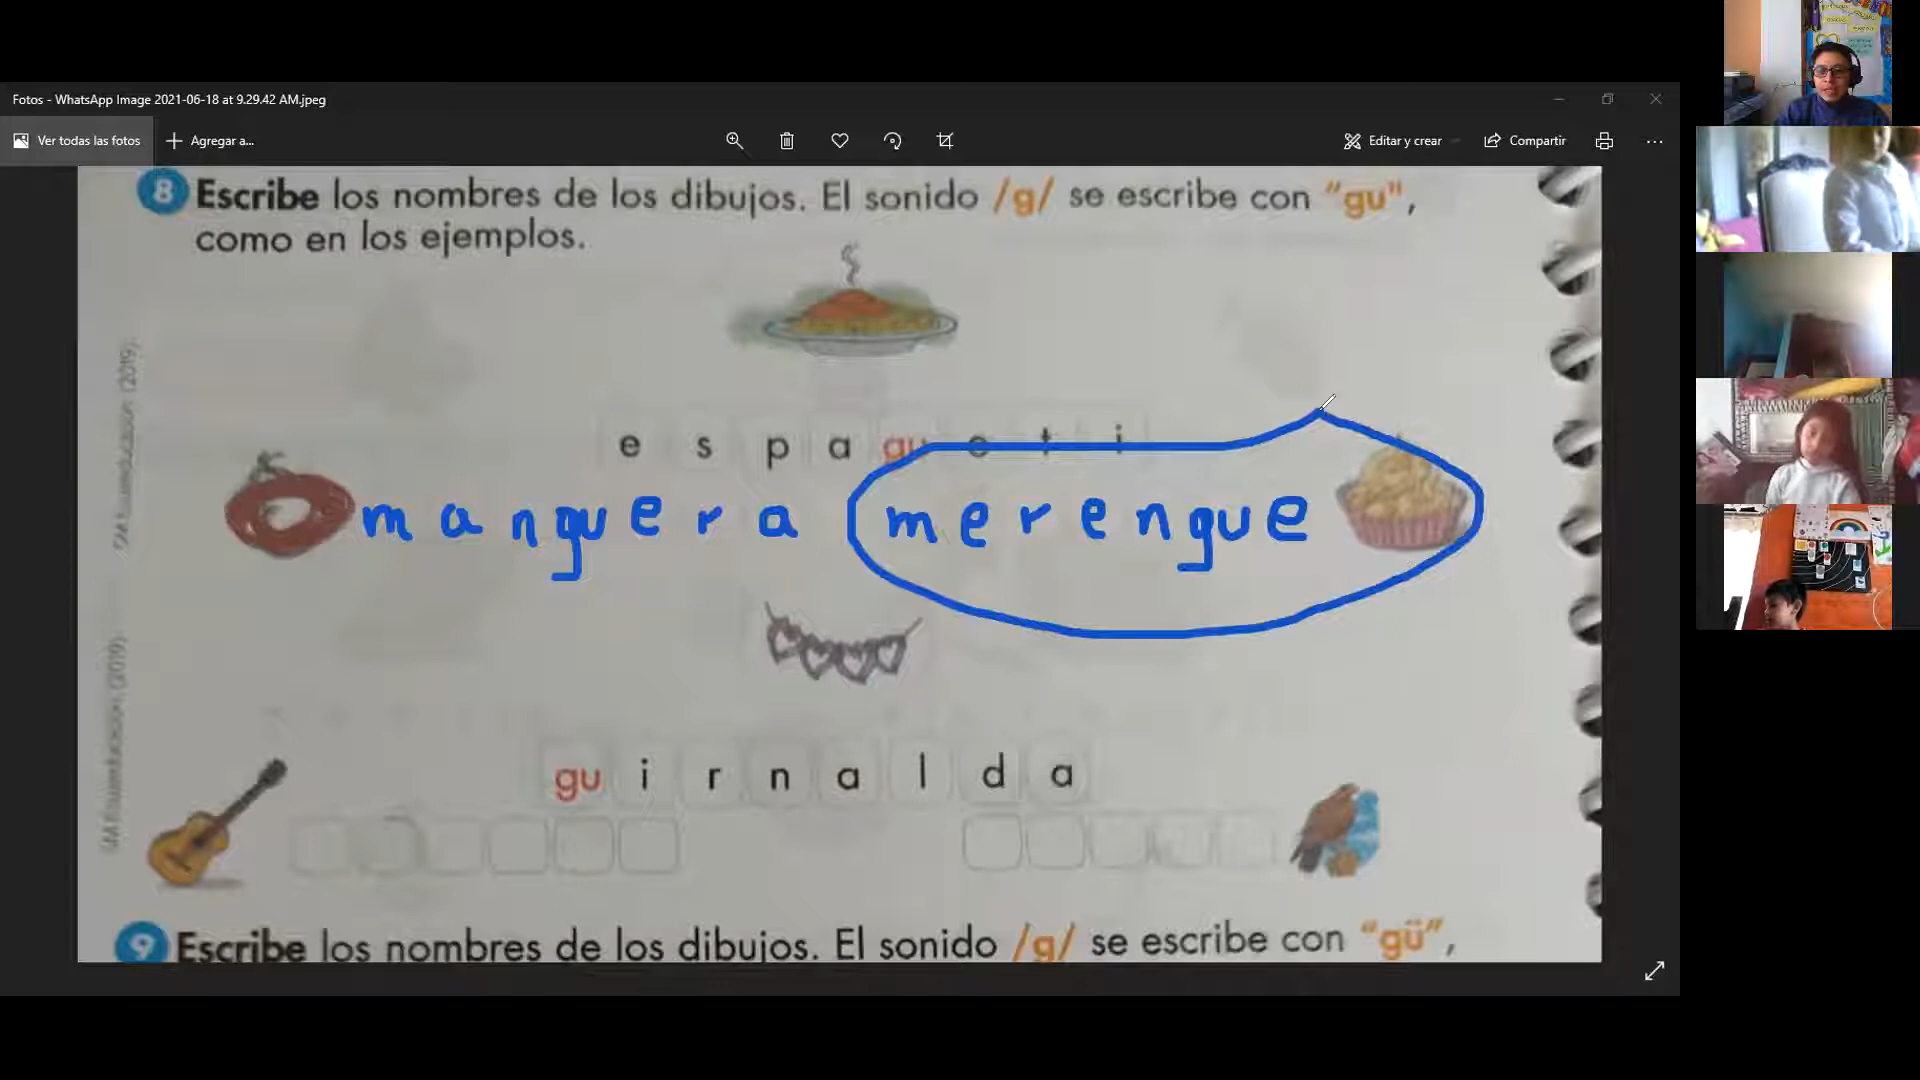 Fotos - WhatsApp Image 2021-06-18 at 9.29.42 AM.jpeg
Ver todas las fotos
Agregar a...
Editar y crear
Compartir
8 Escribe los nombres de los dibujos. El sonido /g/ se escribe con "gu",
como en los ejemplos.
e s p a gu e t i
manguera merengue
gu i r n a l d a
9 Escribe los nombres de los dibujos. El sonido /g/ se escribe con "gü",